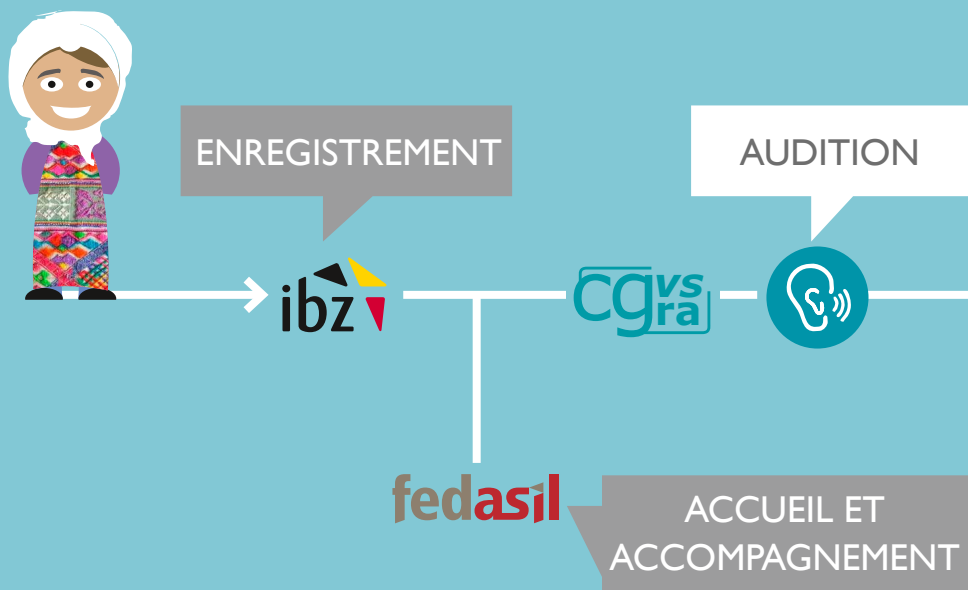 ENREGISTREMENT
AUDITION
ibz
cgvs
ra
fedasil
ACCUEIL ET
ACCOMPAGNEMENT